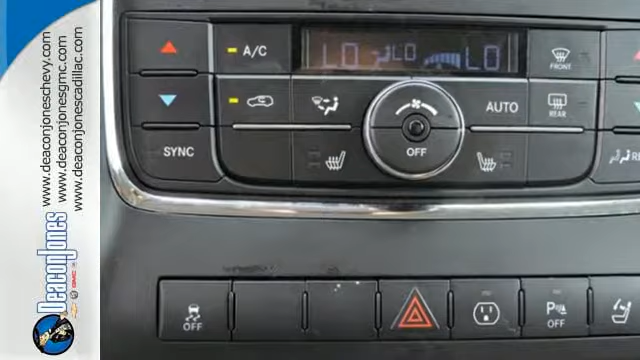 www.deaconjoneschevy.com
www.deaconjonesgmc.com
www.deaconjonescadillac.com
DeaconJones
GMC
A/C
LO LO LO
FRONT
AUTO
REAR
SYNC
OFF
OFF
P OFF